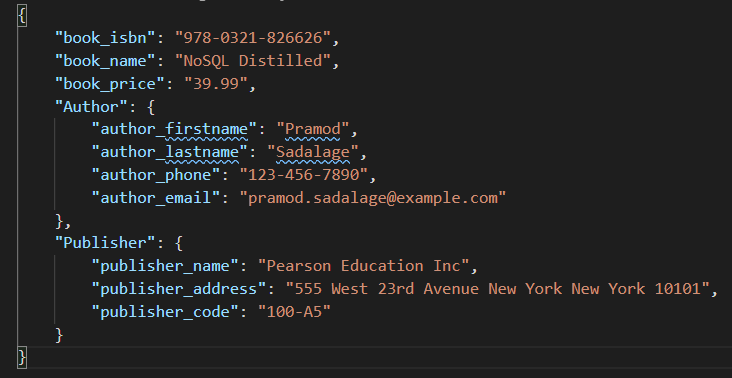 {
    "book_isbn": "978-0321-826626",
    "book_name": "NoSQL Distilled",
    "book_price": "39.99",
    "Author": {
        "author_firstname": "Pramod",
        "author_lastname": "Sadalage",
        "author_phone": "123-456-7890",
        "author_email": "pramod.sadalage@example.com"
    },
    "Publisher": {
        "publisher_name": "Pearson Education Inc",
        "publisher_address": "555 West 23rd Avenue New York New York 10101",
        "publisher_code": "100-A5"
    }
}